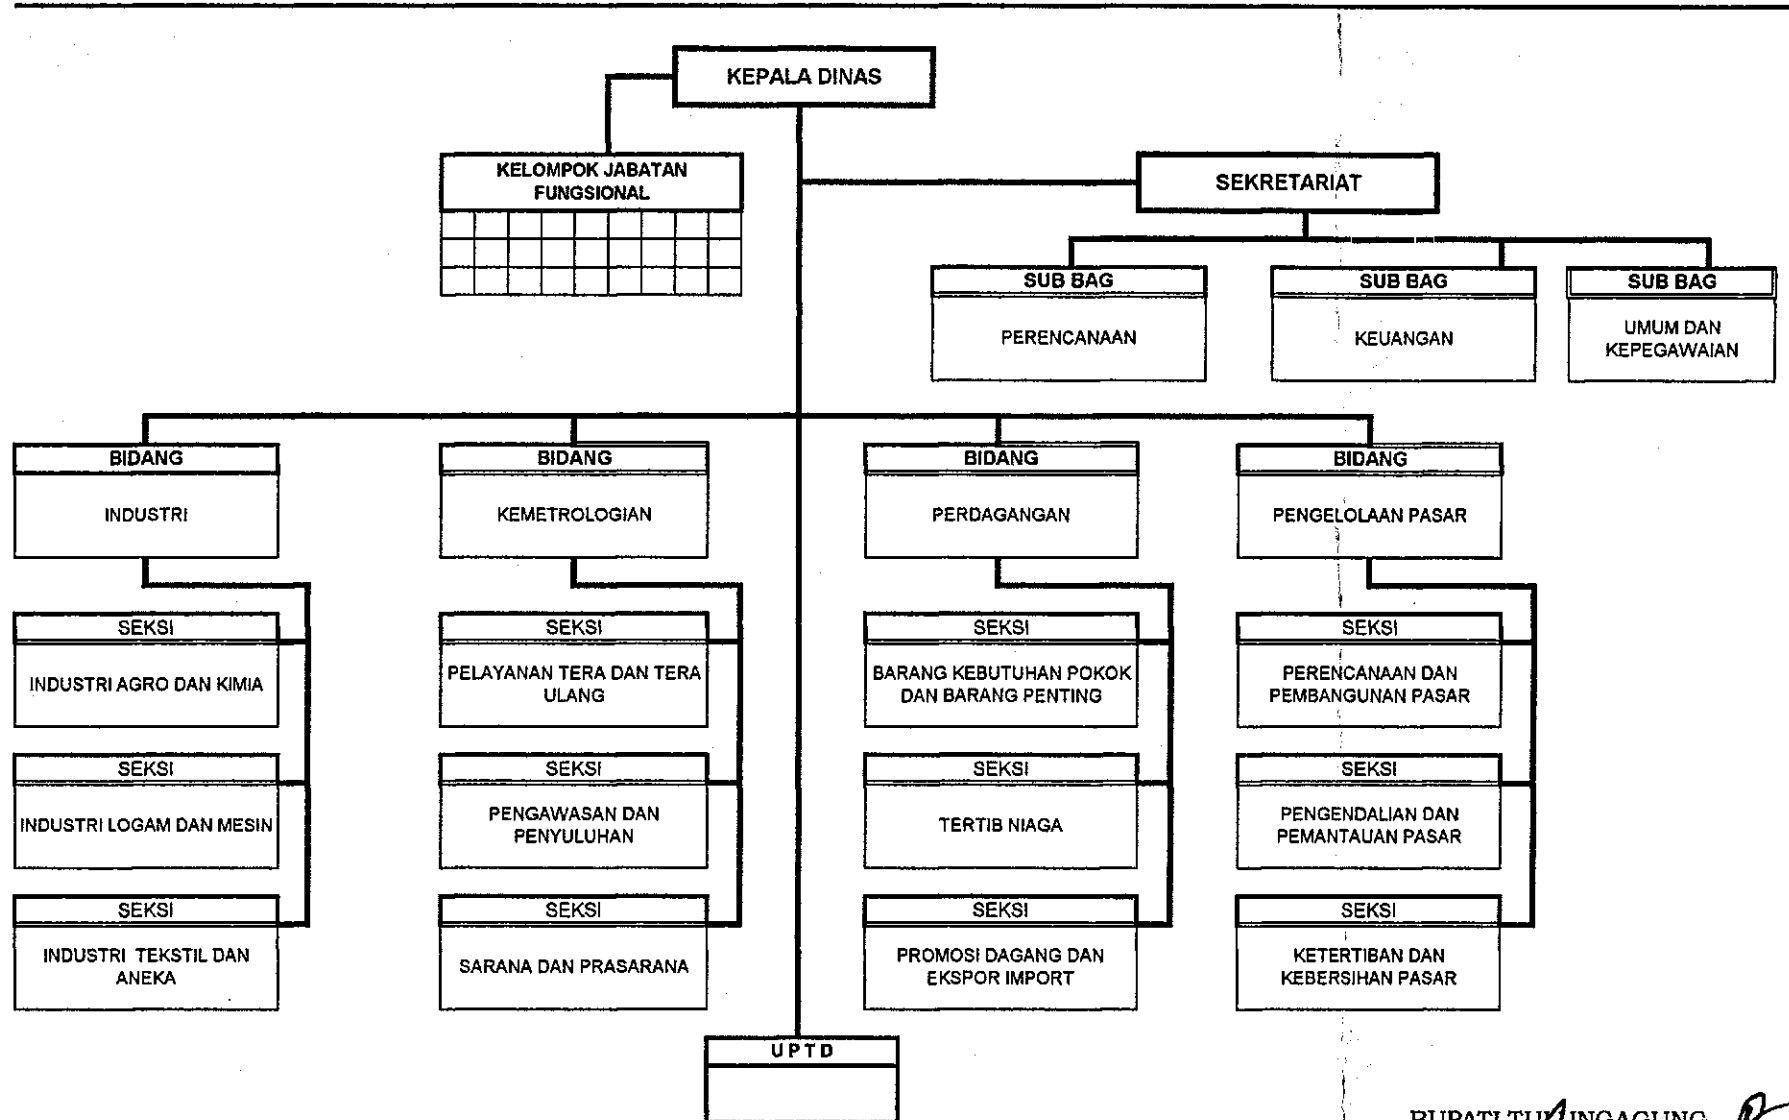 KEPALA DINAS
KELOMPOK JABATAN
FUNGSIONAL
SEKRETARIAT
SUB BAG
PERENCANAAN
SUB BAG
KEUANGAN
SUB BAG
UMUM DAN
KEPEGAWAIAN
BIDANG
INDUSTRI
BIDANG
KEMETROLOGIAN
BIDANG
PERDAGANGAN
BIDANG
PENGELOLAAN PASAR
SEKSI
INDUSTRI AGRO DAN KIMIA
SEKSI
PELAYANAN TERA DAN TERA
ULANG
SEKSI
BARANG KEBUTUHAN POKOK
DAN BARANG PENTING
SEKSI
PERENCANAAN DAN
PEMBANGUNAN PASAR
SEKSI
INDUSTRI LOGAM DAN MESIN
SEKSI
PENGAWASAN DAN
PENYULUHAN
SEKSI
TERTIB NIAGA
SEKSI
PENGENDALIAN DAN
PEMANTAUAN PASAR
SEKSI
INDUSTRI TEKSTIL DAN
ANEKA
SEKSI
SARANA DAN PRASARANA
SEKSI
PROMOSI DAGANG DAN
EKSPOR IMPORT
SEKSI
KETERTIBAN DAN
KEBERSIHAN PASAR
UPTD
BUPATI